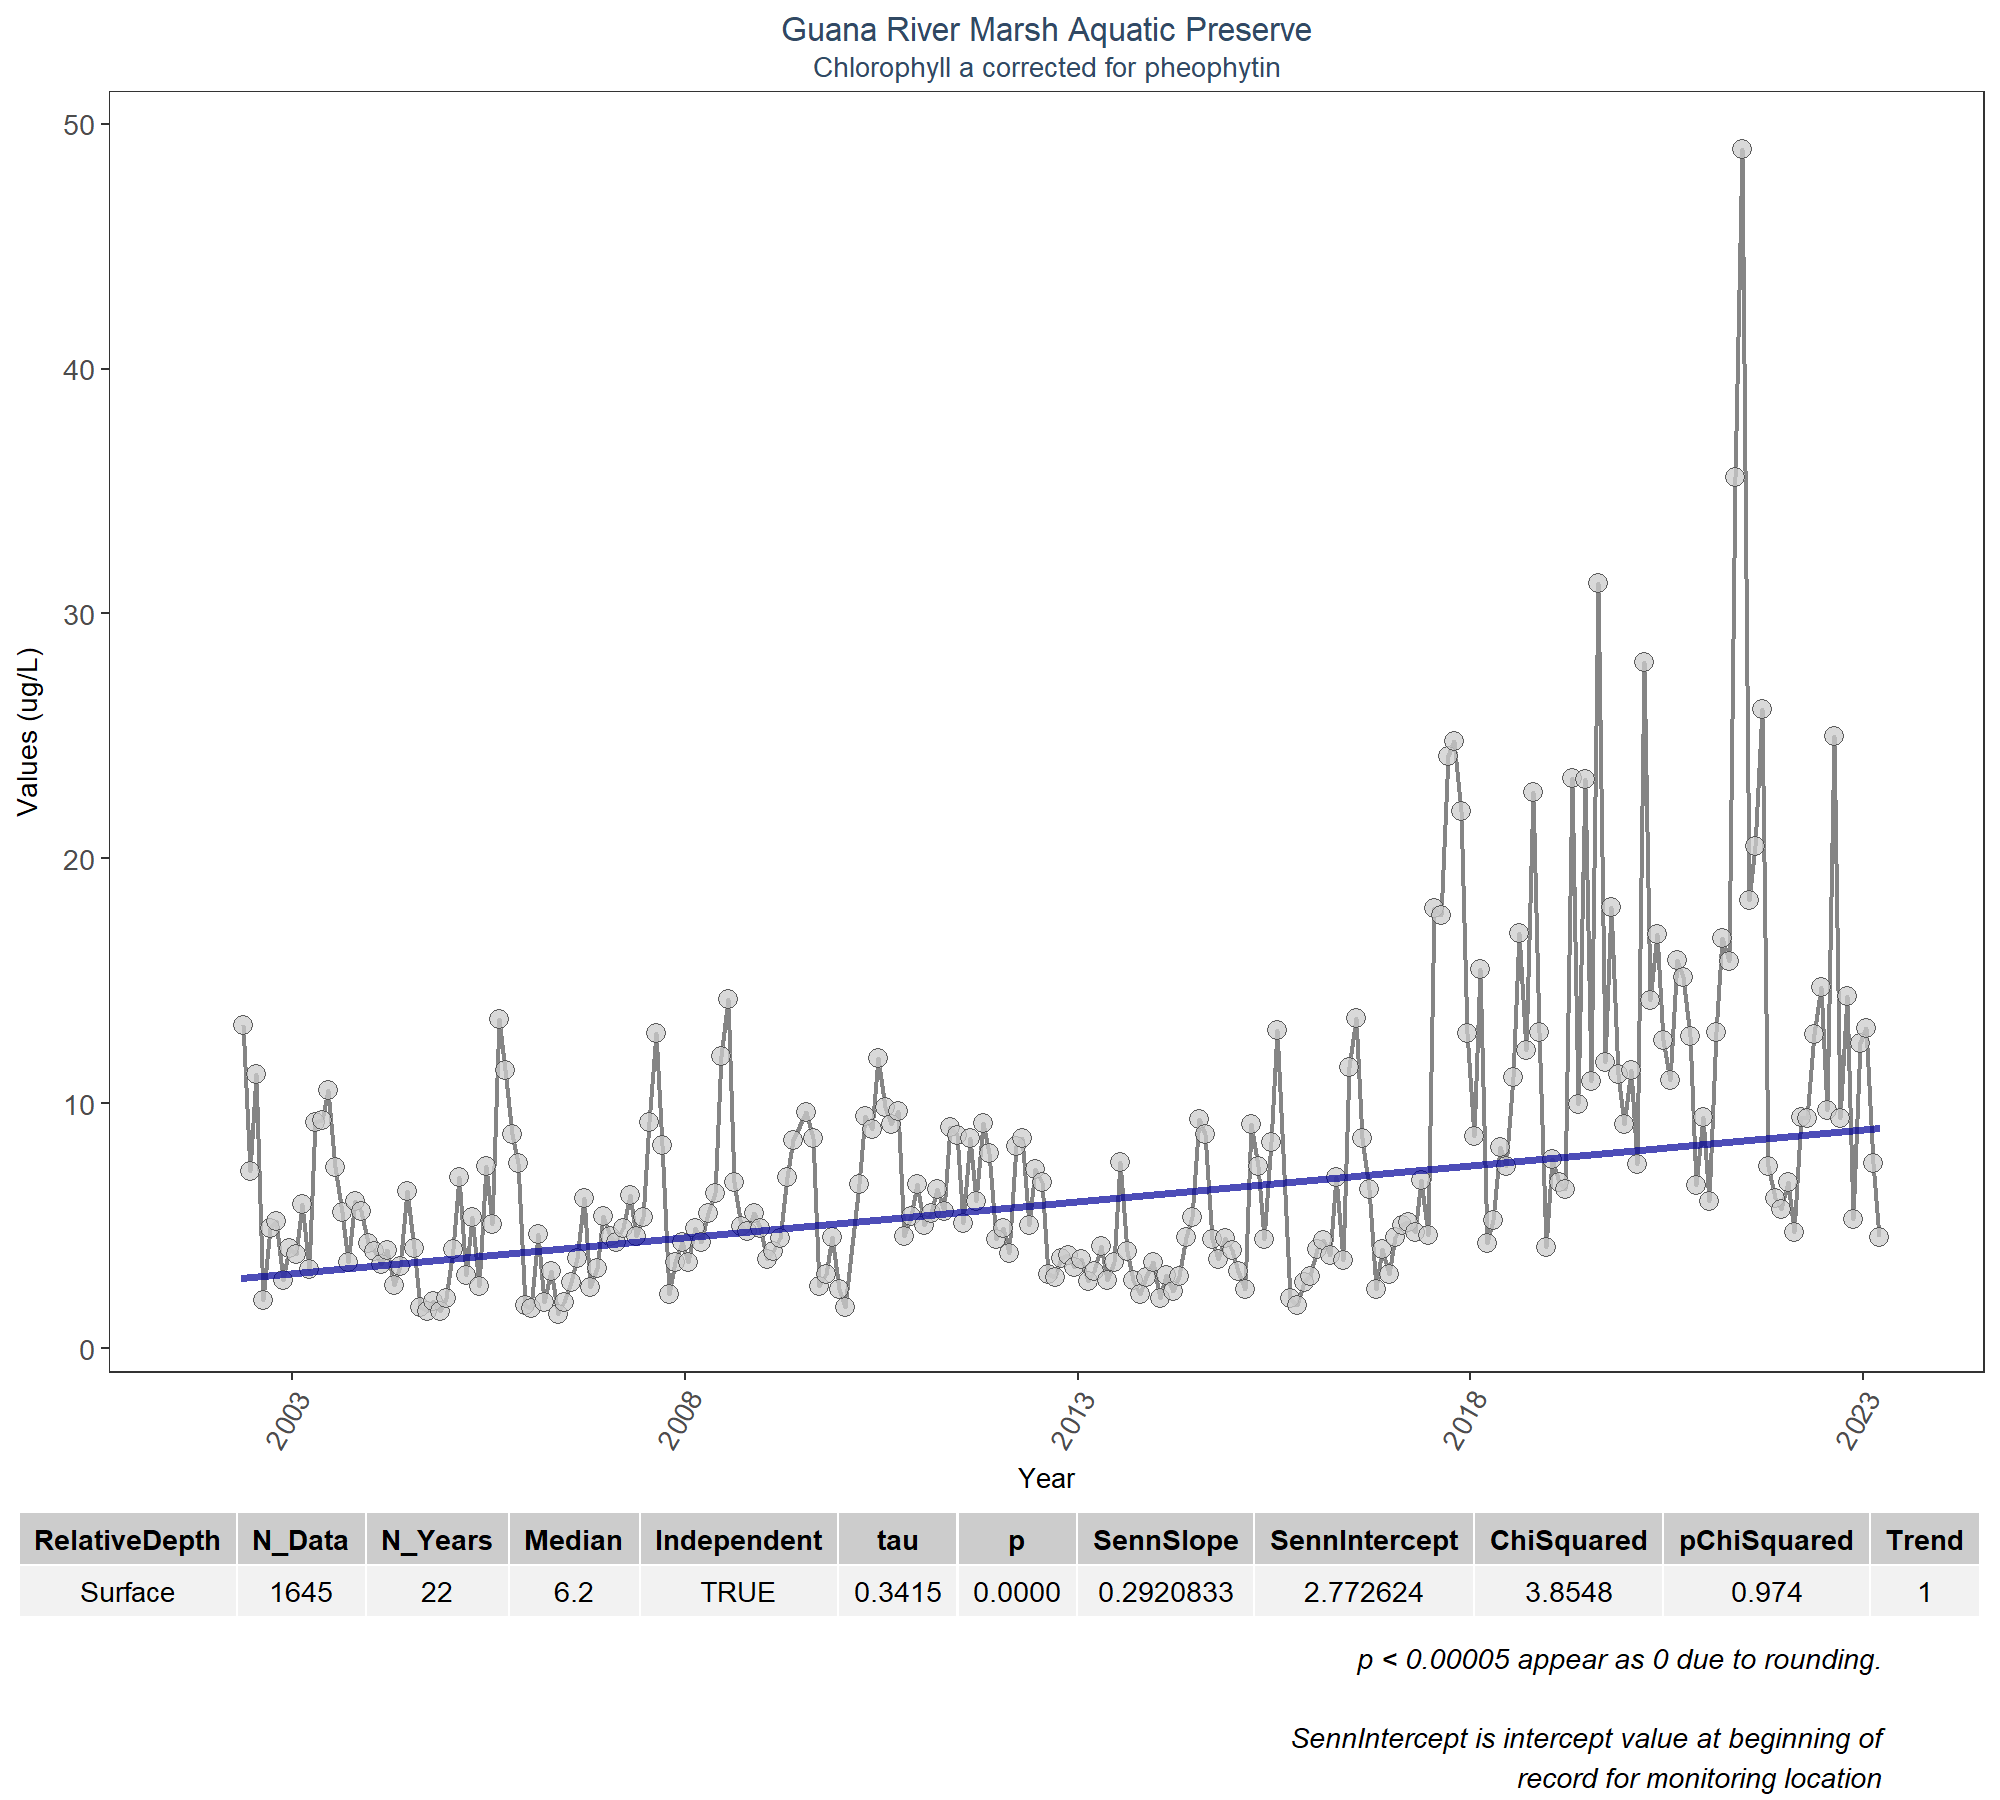 Guana River Marsh Aquatic Preserve
Chlorophyll a corrected for pheophytin
50
40
30
20
10
0
Values (ug/L)
2003 2008 2013 2018 2023
Year
RelativeDepth N_Data N_Years Median Independent tau p SennSlope SennIntercept ChiSquared pChiSquared Trend
Surface 1645 22 6.2 TRUE 0.3415 0.0000 0.2920833 2.772624 3.8548 0.974 1
p < 0.00005 appear as 0 due to rounding.
SennIntercept is intercept value at beginning of
record for monitoring location